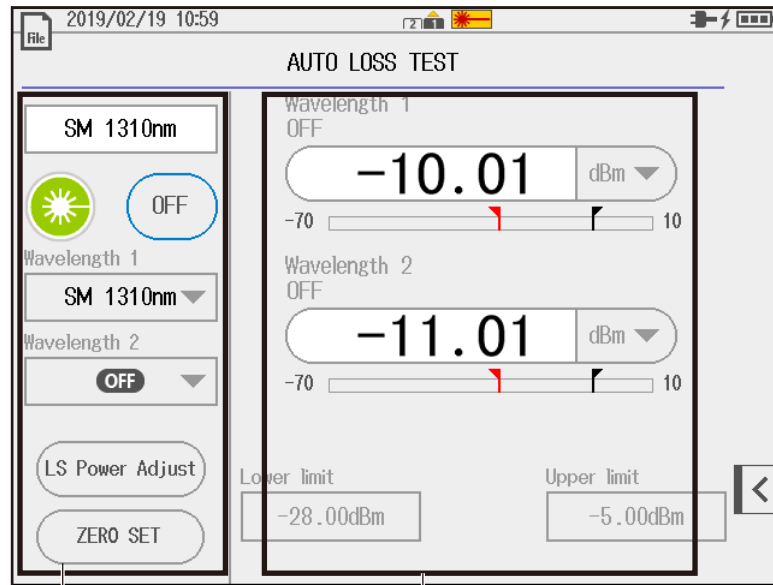 File
2019/02/19 10:59
2 1
AUTO LOSS TEST
SM 1310nm
OFF
Wavelength 1
SM 1310nm
Wavelength 2
OFF
LS Power Adjust
ZERO SET
Wavelength 1
OFF
-10.01 dBm
-70 10
Wavelength 2
OFF
-11.01 dBm
-70 10
Lower limit
-28.00dBm
Upper limit
-5.00dBm